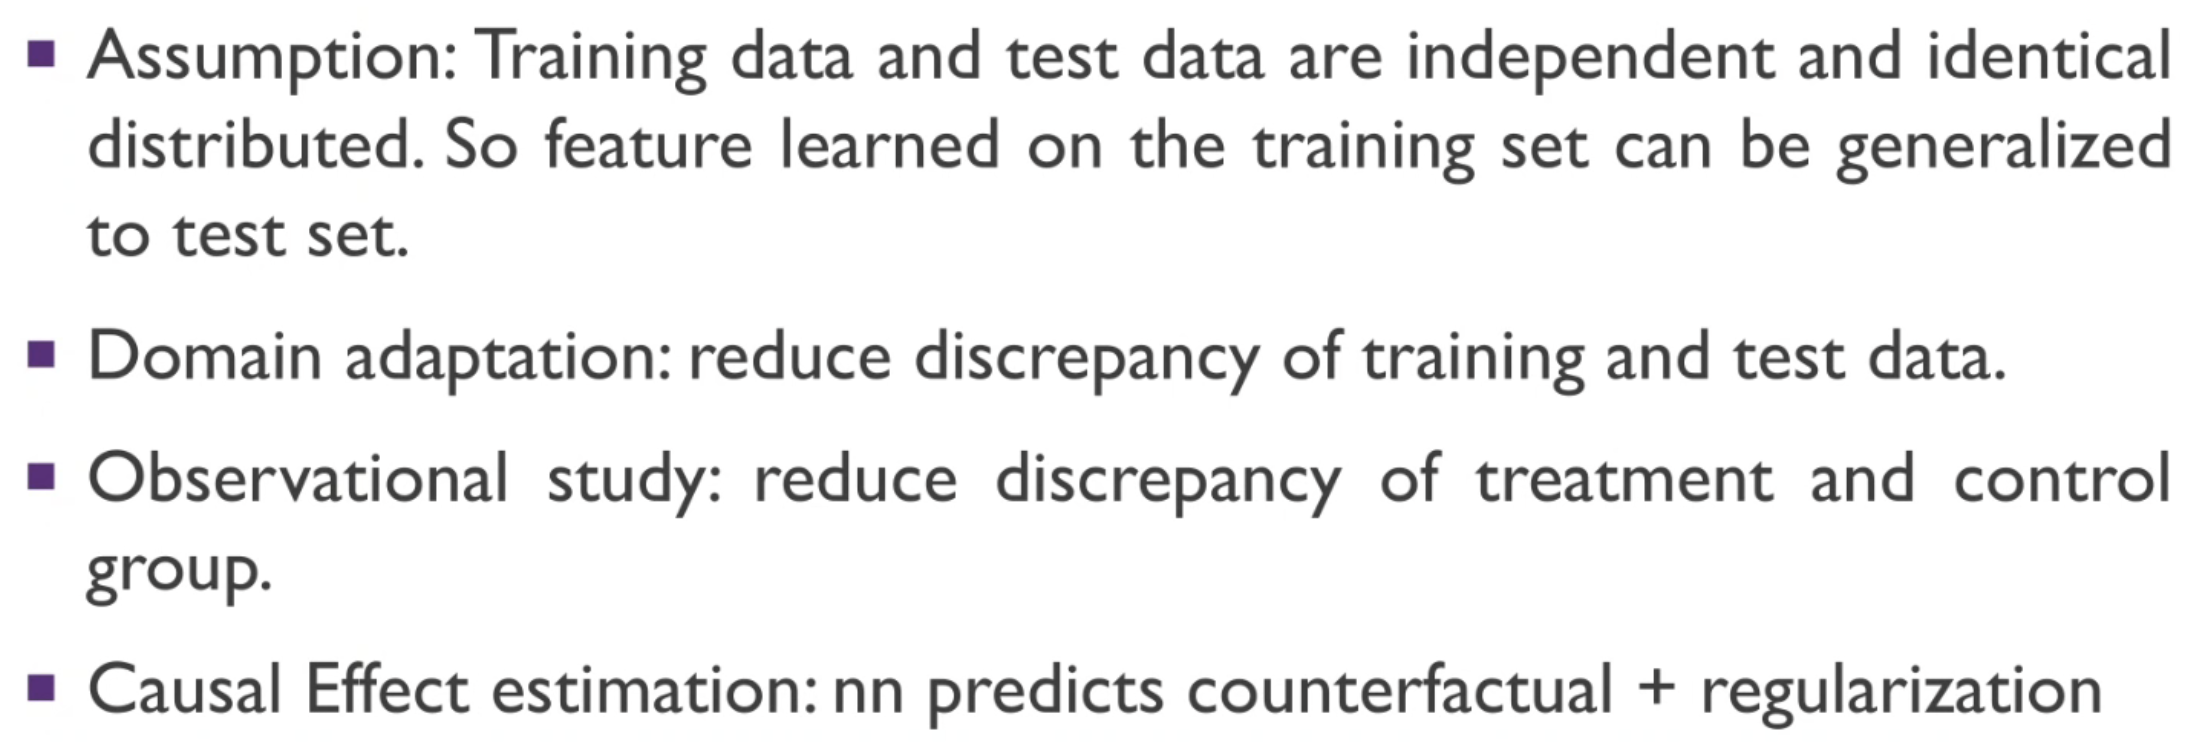 ▪ Assumption: Training data and test data are independent and identical
distributed. So feature learned on the training set can be generalized
to test set.
▪ Domain adaptation: reduce discrepancy of training and test data.
▪ Observational study: reduce discrepancy of treatment and control
group.
▪ Causal Effect estimation: nn predicts counterfactual + regularization